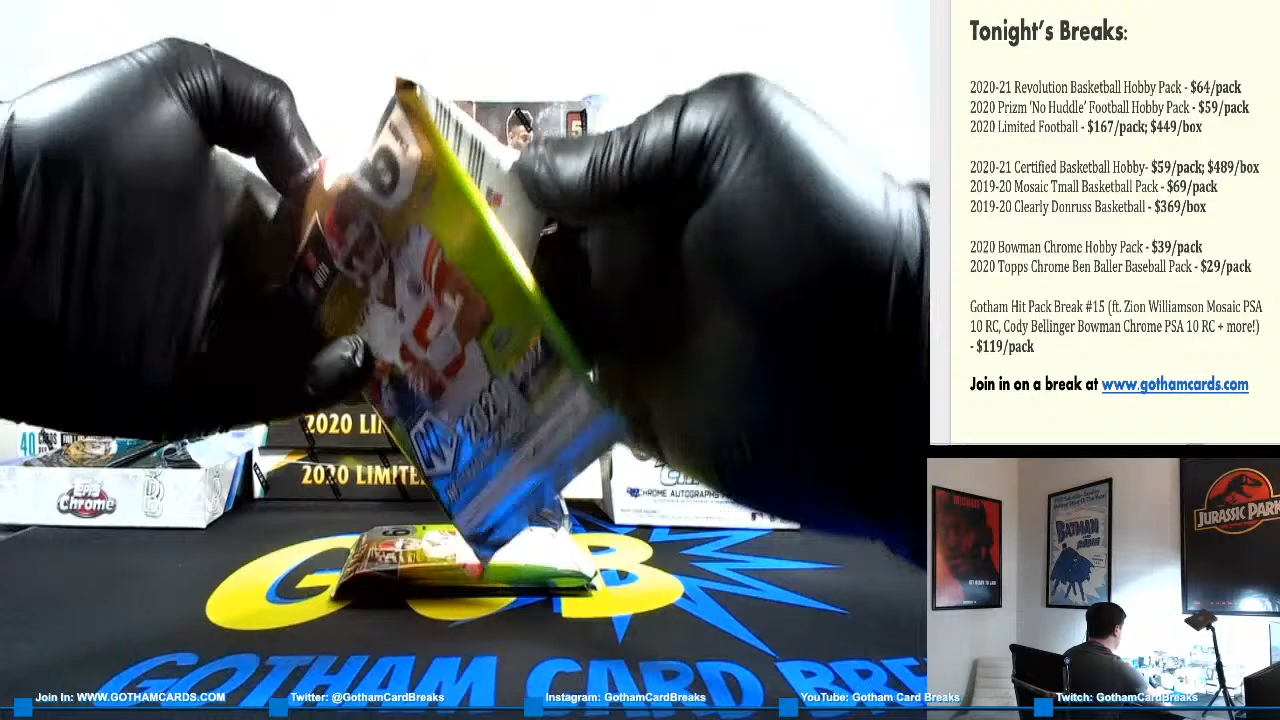 Tonight's Breaks:
2020-21 Revolution Basketball Hobby Pack - $64/pack
2020 Prizm 'No Huddle' Football Hobby Pack - $59/pack
2020 Limited Football - $167/pack; $449/box
2020-21 Certified Basketball Hobby- $59/pack; $489/box
2019-20 Mosaic Tmall Basketball Pack - $69/pack
2019-20 Clearly Donruss Basketball - $369/box
2020 Bowman Chrome Hobby Pack - $39/pack
2020 Topps Chrome Ben Baller Baseball Pack - $29/pack
Gotham Hit Pack Break #15 (ft. Zion Williamson Mosaic PSA
10 RC, Cody Bellinger Bowman Chrome PSA 10 RC + more!)
- $119/pack
Join in on a break at www.gothamcards.com
2020 LI
40 CARDS
2020 LIMITE
Chrome
CHROME AUTOGRAPHS
G B
GOTHAM CARD BRE
BATMAN
JURASSIC PARK
Join In: WWW.GOTHAMCARDS.COM
Twitter: @GothamCardBreaks
Instagram: GothamCardBreaks
YouTube: Gotham Card Breaks
Twitch: GothamCardBreaks